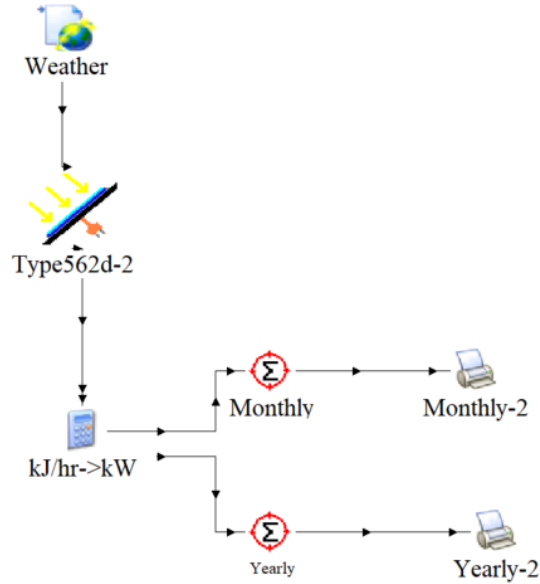 Weather
Type562d-2
kJ/hr->kW
Σ
Monthly
Monthly-2
Σ
Yearly
Yearly-2